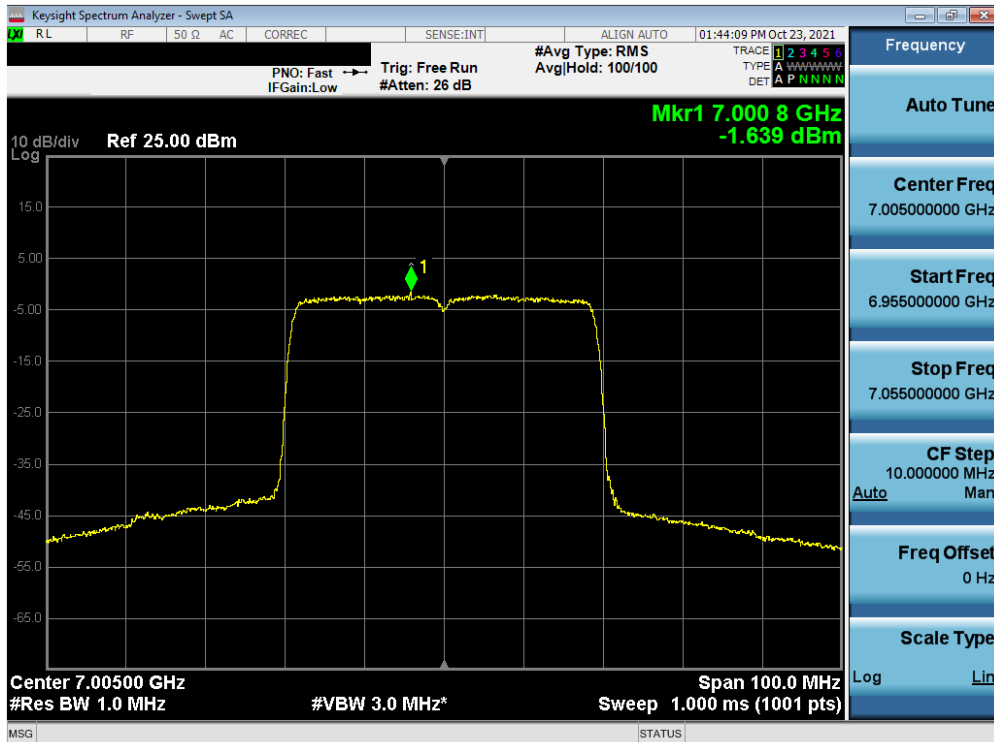 Keysight Spectrum Analyzer - Swept SA
LXI RL RF 50 Ω AC CORREC SENSE:INT ALIGN AUTO 01:44:09 PM Oct 23, 2021
PNO: Fast
IFGain:Low
Trig: Free Run
#Atten: 26 dB
#Avg Type: RMS
Avg|Hold: 100/100
TRACE 1 2 3 4 5 6
TYPE A WWWWW
DET A P N N N N
Mkr1 7.000 8 GHz
-1.639 dBm
10 dB/div Ref 25.00 dBm
Log
15.0
5.00
-5.00
-15.0
-25.0
-35.0
-45.0
-55.0
-65.0
1
Center 7.00500 GHz Span 100.0 MHz
#Res BW 1.0 MHz #VBW 3.0 MHz* Sweep 1.000 ms (1001 pts)
MSG STATUS
Frequency
Auto Tune
Center Freq
7.005000000 GHz
Start Freq
6.955000000 GHz
Stop Freq
7.055000000 GHz
CF Step
10.000000 MHz
Auto Man
Freq Offset
0 Hz
Scale Type
Log Lin